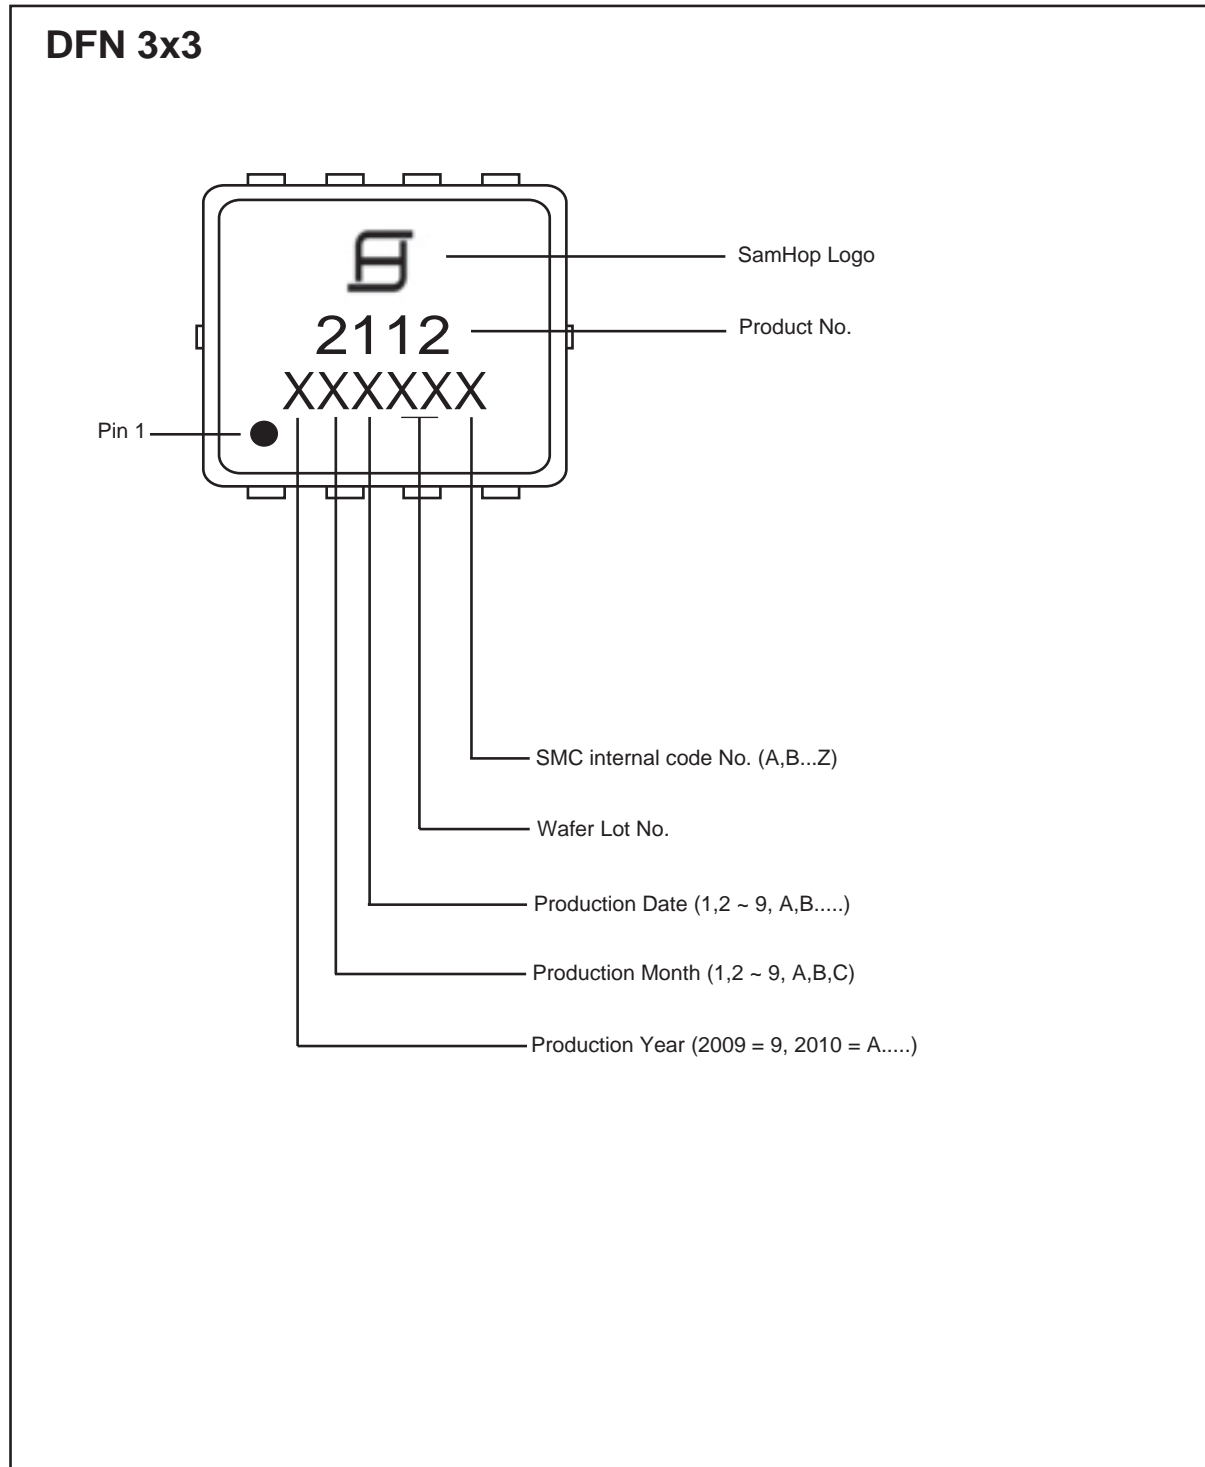 DFN 3x3
SamHop Logo
2112
Product No.
XXXXXX
Pin 1
SMC internal code No. (A,B...Z)
Wafer Lot No.
Production Date (1,2 ~ 9, A,B.....)
Production Month (1,2 ~ 9, A,B,C)
Production Year (2009 = 9, 2010 = A.....)